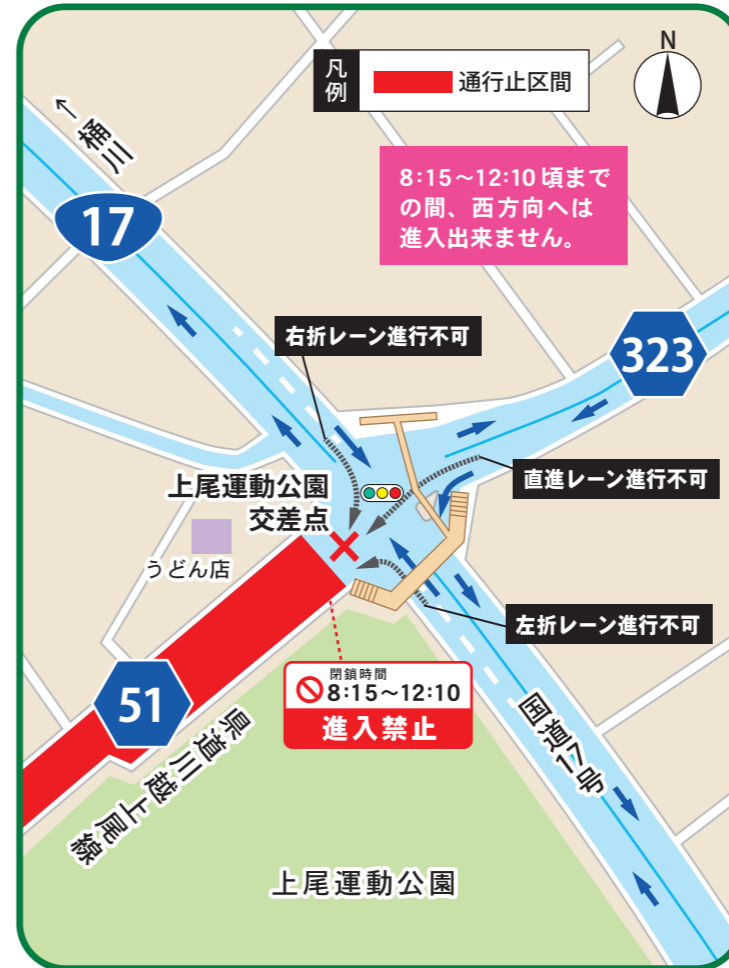 凡例
通行止区間
N
↑桶川
8:15～12:10頃まで
の間、西方向へは
進入出来ません。
17
右折レーン進行不可
323
直進レーン進行不可
上尾運動公園
交差点
うどん店
左折レーン進行不可
閉鎖時間
8:15～12:10
進入禁止
51
県道川越上尾線
国道17号
上尾運動公園